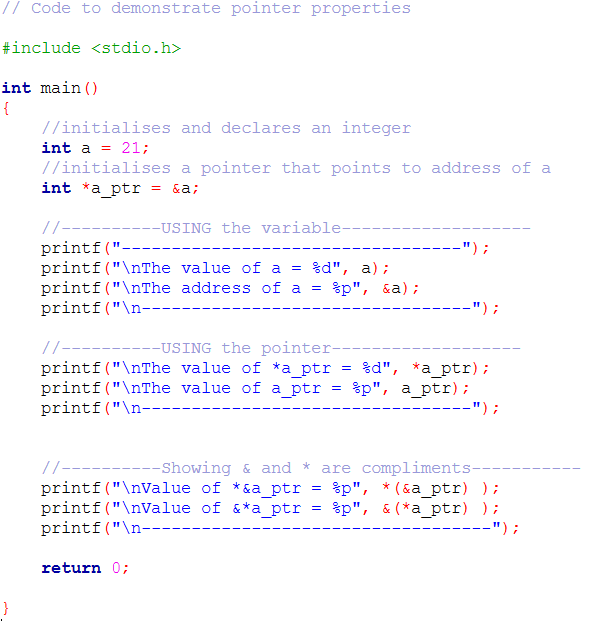 // Code to demonstrate pointer properties
#include <stdio.h>
int main()
{
//initialises and declares an integer
int a = 21;
//initialises a pointer that points to address of a
int *a_ptr = &a;
//----------USING the variable-------------------
printf("----------------------------------");
printf("\nThe value of a = %d", a);
printf("\nThe address of a = %p", &a);
printf("\n---------------------------------");
//----------USING the pointer-------------------
printf("\nThe value of *a_ptr = %d", *a_ptr);
printf("\nThe value of a_ptr = %p", a_ptr);
printf("\n---------------------------------");
//----------Showing & and * are compliments-----------
printf("\nValue of *&a_ptr = %p", *(&a_ptr) );
printf("\nValue of &*a_ptr = %p", &(*a_ptr) );
printf("\n-----------------------------------");
return 0;
}